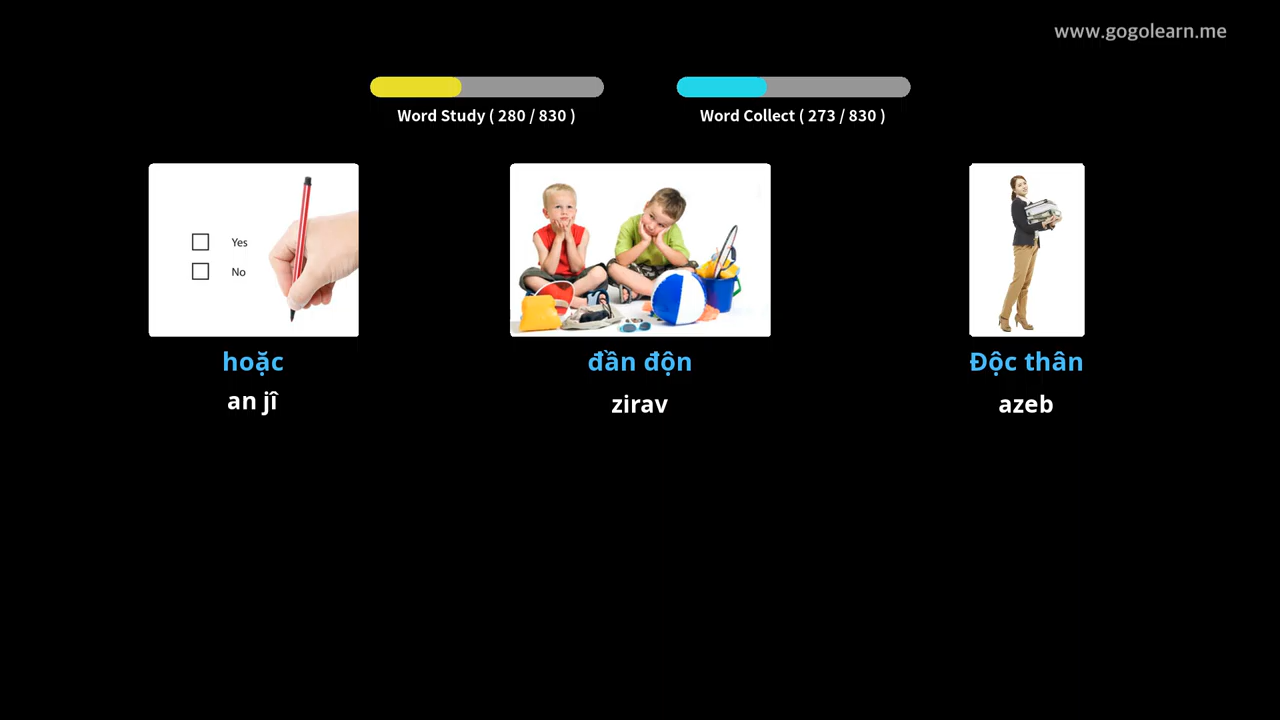 www.gogolearn.me
Word Study ( 280 / 830 )
Word Collect ( 273 / 830 )
Yes
No
hoặc
an jî
đần độn
zirav
Độc thân
azeb